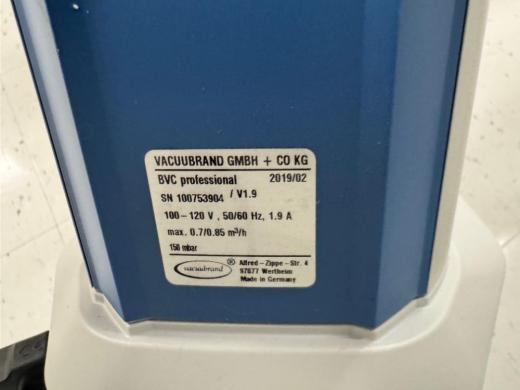 VACUUBRAND GMBH + CO KG
BVC professional 2019/02
SN 100753904 / V1.9
100-120 V , 50/60 Hz, 1.9 A
max. 0.7/0.85 m³/h
150 mbar
vacuubrand ® Alfred-Zippe-Str. 4
97877 Wertheim
Made in Germany